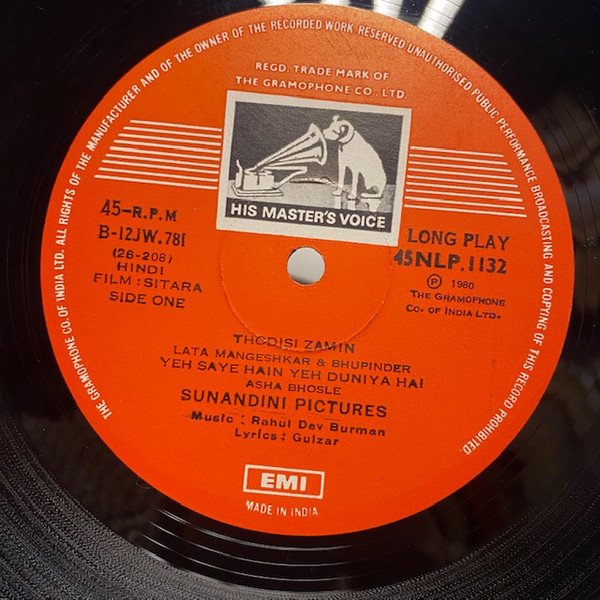 THE GRAMOPHONE CO. OF INDIA LTD. ALL RIGHTS OF THE MANUFACTURER AND OF THE OWNER OF THE RECORDED WORK RESERVED UNAUTHORISED PUBLIC PERFORMANCE BROADCASTING AND COPYING OF THIS RECORD PROHIBITED.
REGD. TRADE MARK OF
THE GRAMOPHONE CO. LTD.
HIS MASTER'S VOICE
45-R.P.M
B-12JW.781
(26-208)
HINDI
FILM : SITARA
SIDE ONE
LONG PLAY
45NLP.1132
Ⓟ 1980
THE GRAMOPHONE
CO. OF INDIA LTD.
THODISI ZAMIN
LATA MANGESHKAR & BHUPINDER
YEH SAYE HAIN YEH DUNIYA HAI
ASHA BHOSLE
SUNANDINI PICTURES
Music : Rahul Dev Burman
Lyrics : Gulzar
EMI
MADE IN INDIA